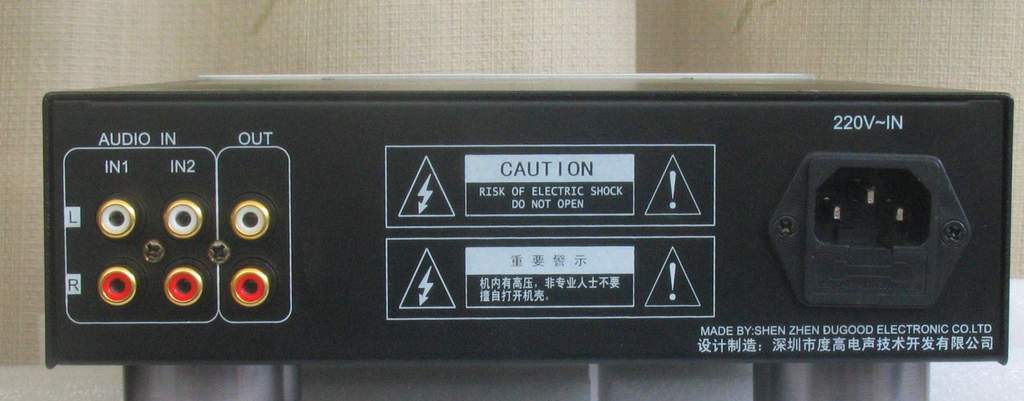 AUDIO IN
OUT
IN1
IN2
L
R
CAUTION
RISK OF ELECTRIC SHOCK
DO NOT OPEN
重要警示
机内有高压，非专业人士不要
擅自打开机壳。
220V~IN
MADE BY:SHEN ZHEN DUGOOD ELECTRONIC CO.LTD
设计制造：深圳市度高电声技术开发有限公司